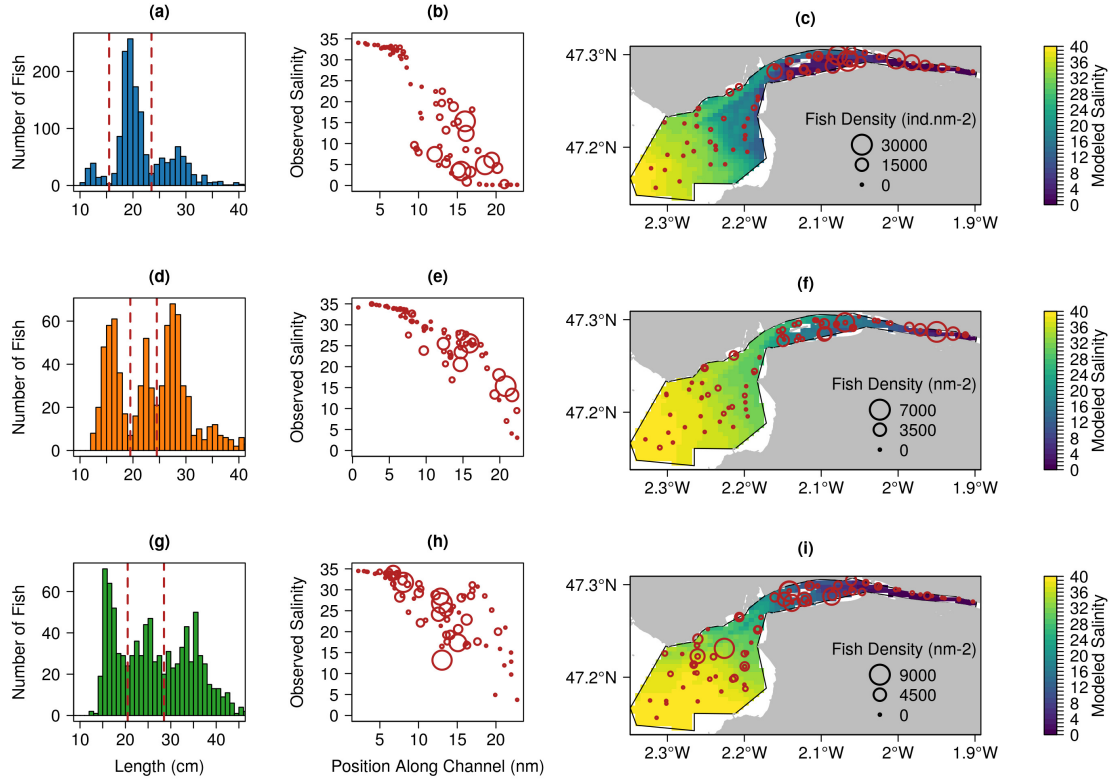 (a)
Number of Fish
0
100
200
10
20
30
40
(b)
Observed Salinity
0
5
10
15
20
25
30
35
5
10
15
20
(c)
47.3°N
47.2°N
Fish Density (ind.nm-2)
30000
15000
0
2.3°W
2.2°W
2.1°W
2°W
1.9°W
Modeled Salinity
40
36
32
28
24
20
16
12
8
4
0
(d)
Number of Fish
0
20
40
60
10
20
30
40
(e)
Observed Salinity
0
5
10
15
20
25
30
35
0
5
10
15
20
(f)
47.3°N
47.2°N
Fish Density (nm-2)
7000
3500
0
2.3°W
2.2°W
2.1°W
2°W
1.9°W
Modeled Salinity
40
36
32
28
24
20
16
12
8
4
0
(g)
Number of Fish
0
20
40
60
10
20
30
40
Length (cm)
(h)
Observed Salinity
0
5
10
15
20
25
30
35
5
10
15
20
Position Along Channel (nm)
(i)
47.3°N
47.2°N
Fish Density (nm-2)
9000
4500
0
2.3°W
2.2°W
2.1°W
2°W
1.9°W
Modeled Salinity
40
36
32
28
24
20
16
12
8
4
0